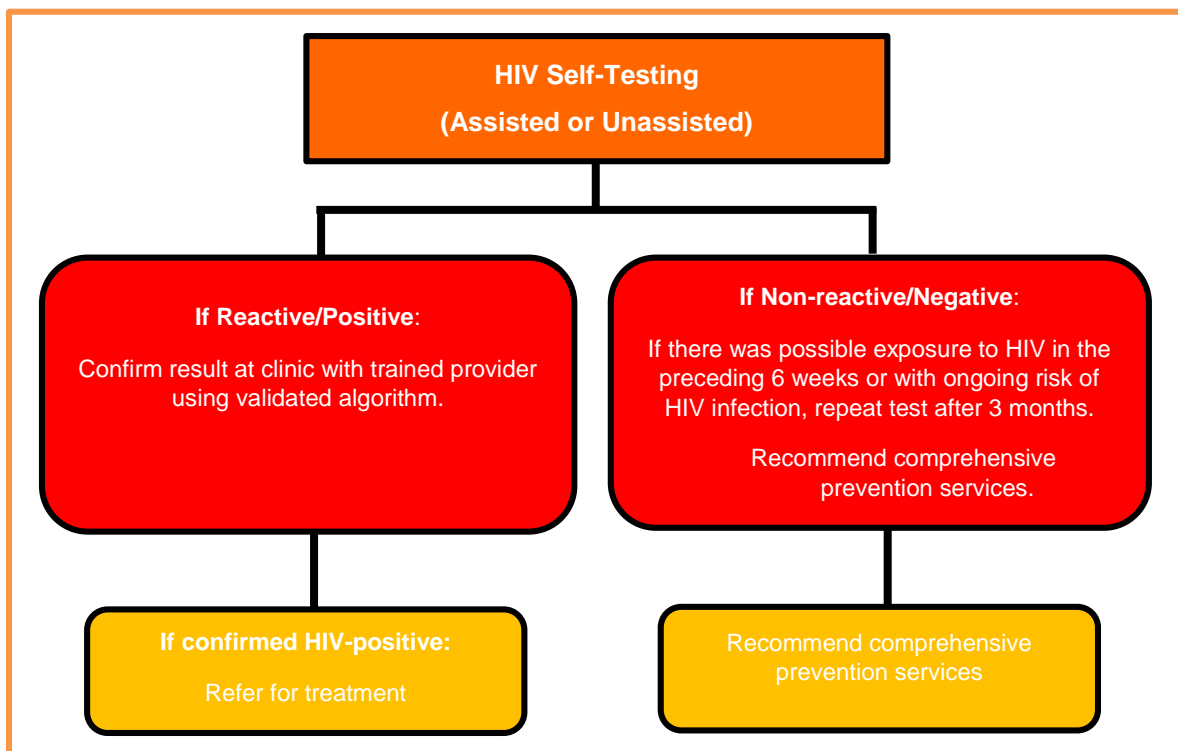 HIV Self-Testing
(Assisted or Unassisted)
If Reactive/Positive:
Confirm result at clinic with trained provider
using validated algorithm.
If Non-reactive/Negative:
If there was possible exposure to HIV in the
preceding 6 weeks or with ongoing risk of
HIV infection, repeat test after 3 months.
Recommend comprehensive
prevention services.
If confirmed HIV-positive:
Refer for treatment
Recommend comprehensive
prevention services